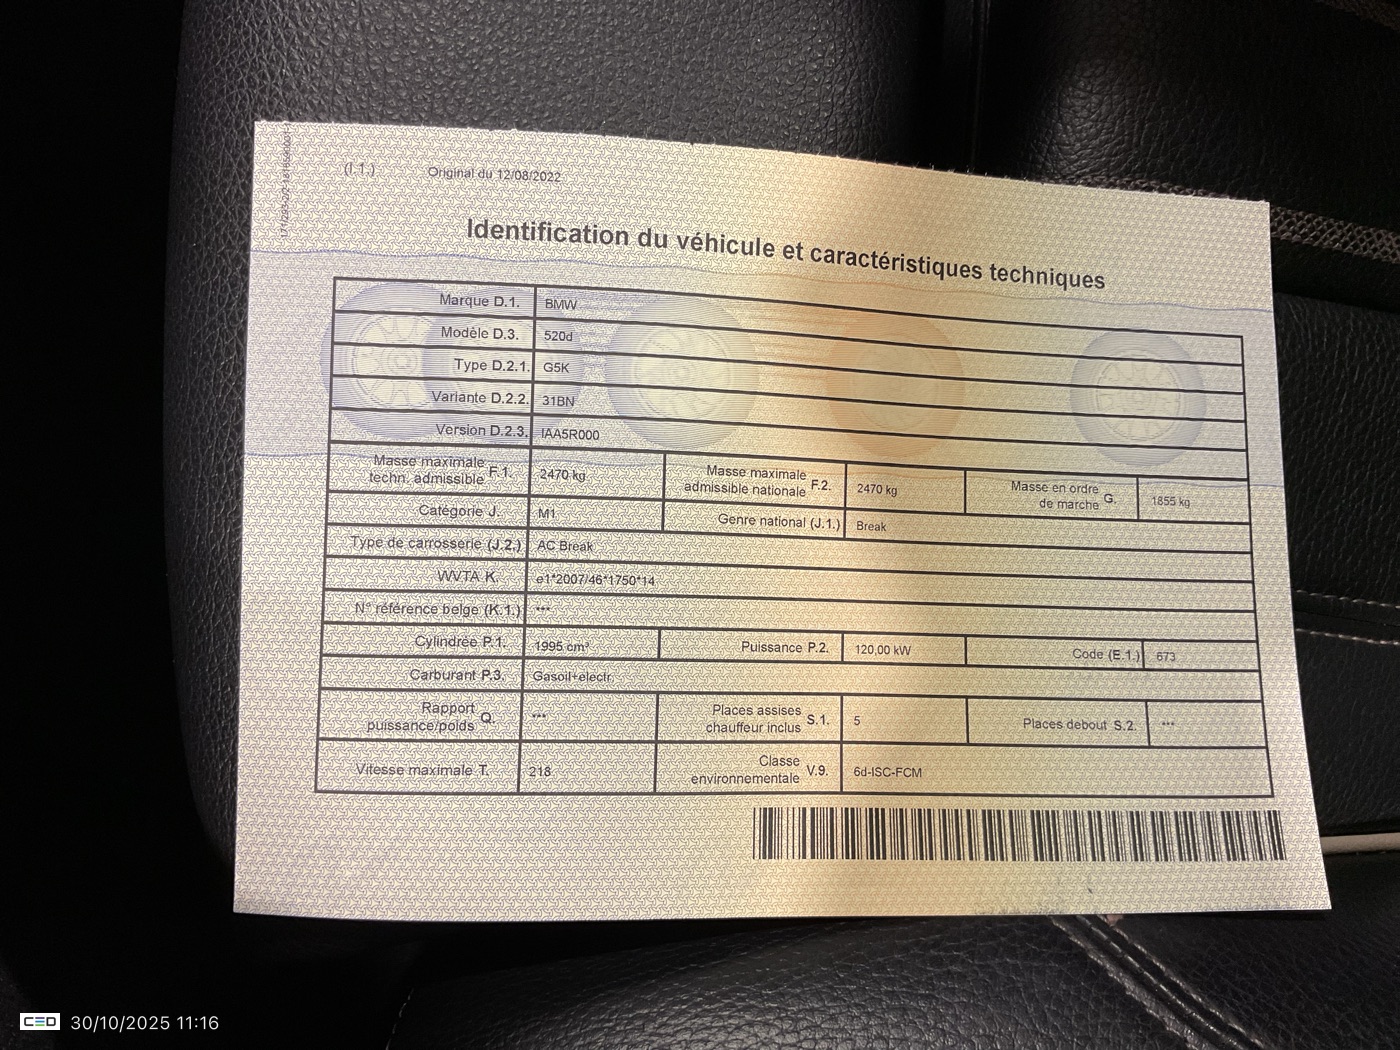 (I.1.) Original du 12/08/2022
Identification du véhicule et caractéristiques techniques
Marque D.1. BMW
Modèle D.3. 520d
Type D.2.1. G5K
Variante D.2.2. 31BN
Version D.2.3. IAA5R000
Masse maximale techn. admissible F.1. 2470 kg Masse maximale admissible nationale F.2. 2470 kg Masse en ordre de marche G. 1855 kg
Catégorie J. M1 Genre national (J.1.) Break
Type de carrosserie (J.2.) AC Break
WVTA K. e1*2007/46*1750*14
N° référence belge (K.1.) ***
Cylindrée P.1. 1995 cm³ Puissance P.2. 120,00 kW Code (E.1.) 673
Carburant P.3. Gasoil+électr.
Rapport puissance/poids Q. *** Places assises chauffeur inclus S.1. 5 Places debout S.2. ***
Vitesse maximale T. 218 Classe environnementale V.9. 6d-ISC-FCM
CED 30/10/2025 11:16